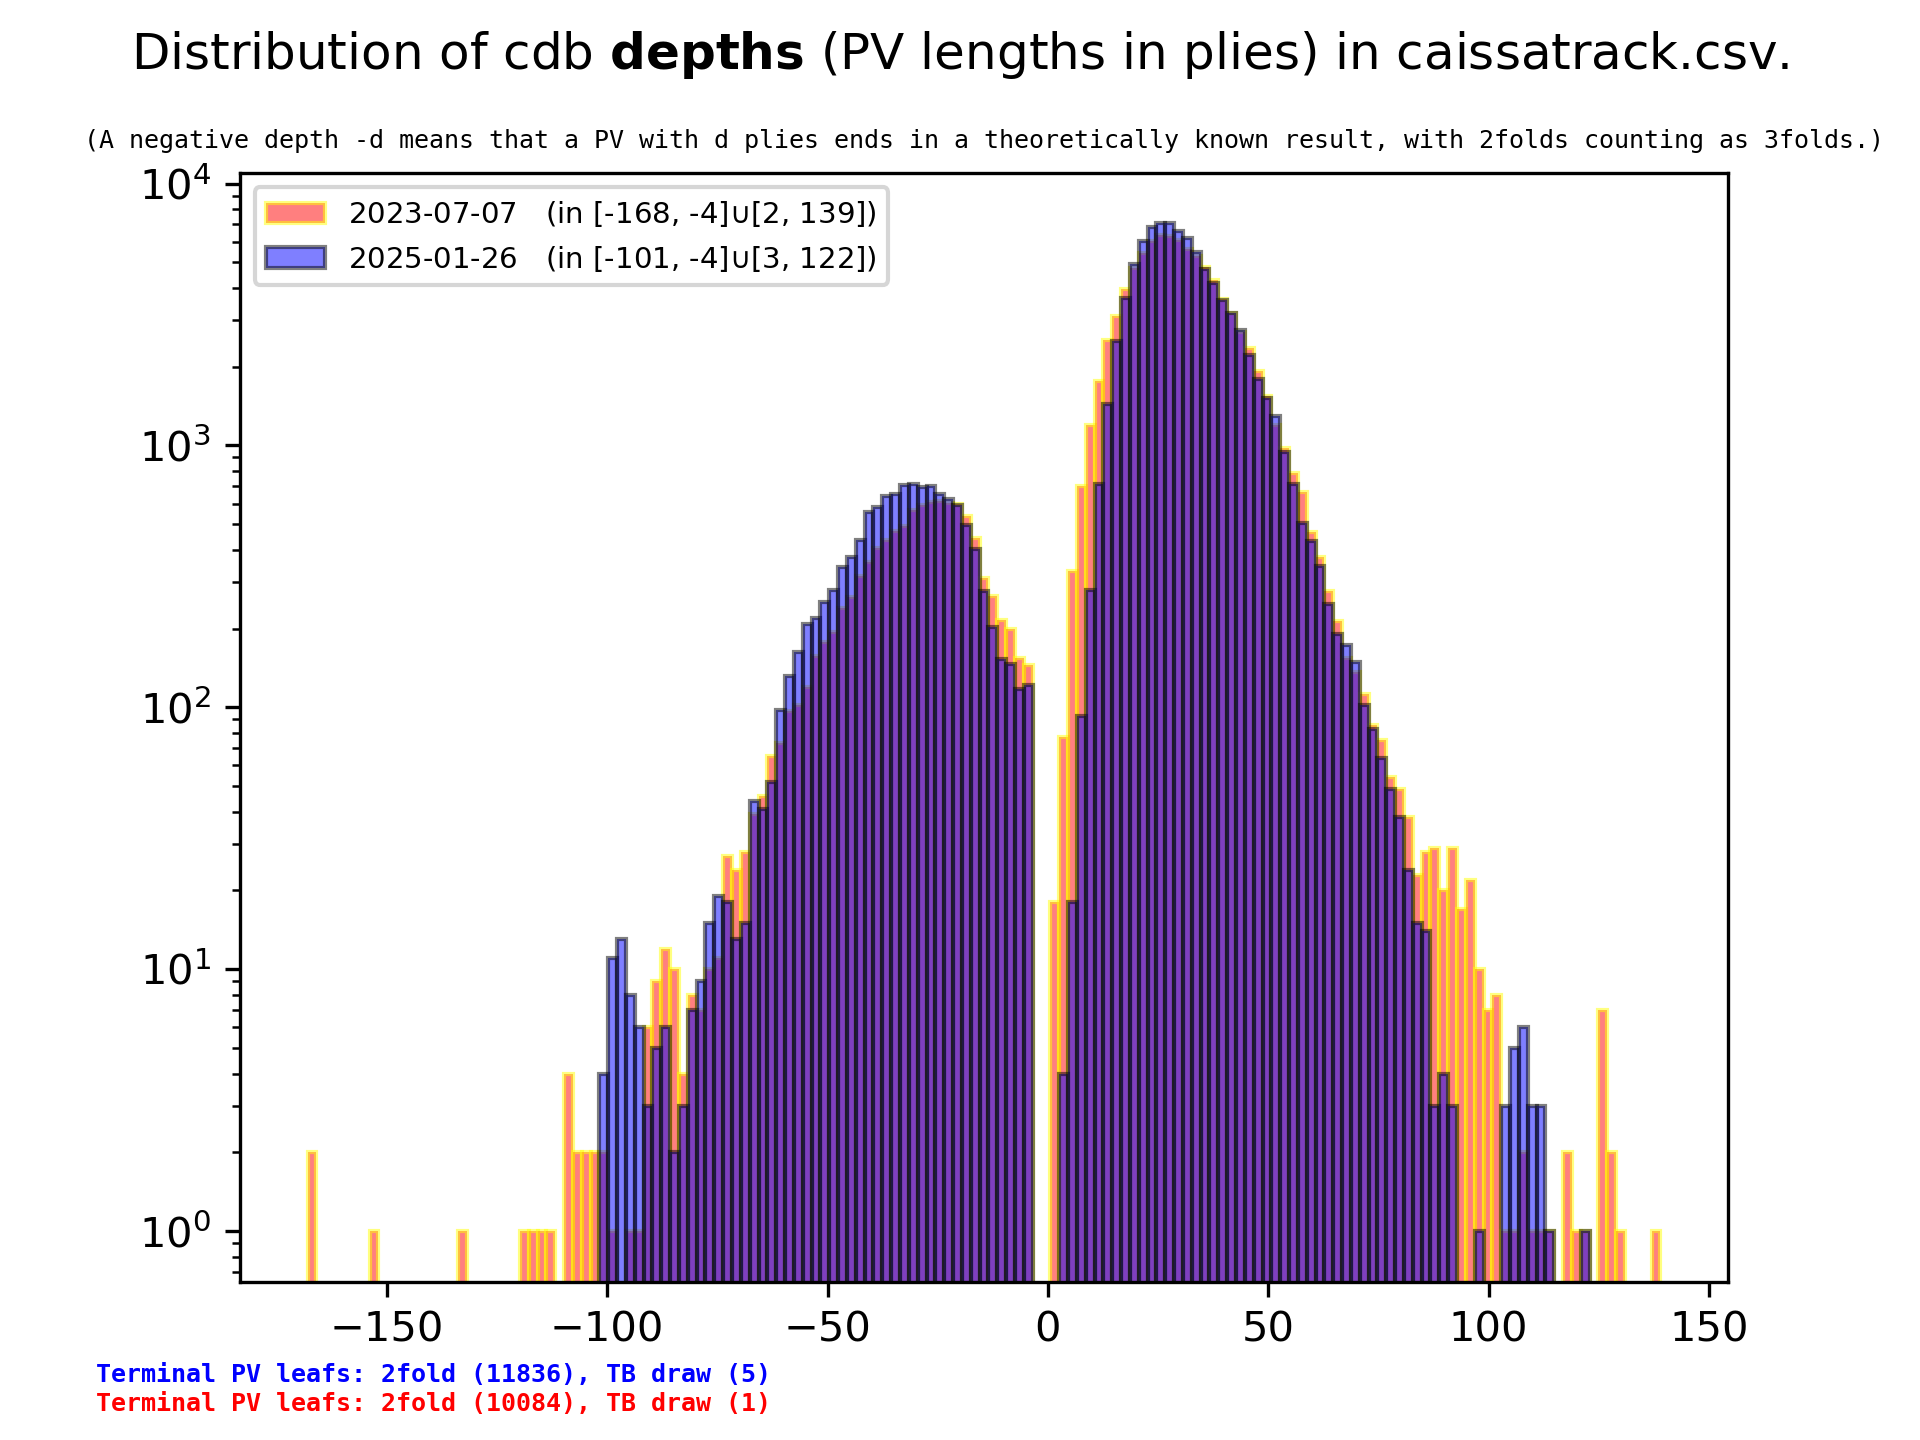 Distribution of cdb depths (PV lengths in plies) in caissatrack.csv.
(A negative depth -d means that a PV with d plies ends in a theoretically known result, with 2folds counting as 3folds.)
2023-07-07 (in [-168, -4]∪[2, 139])
2025-01-26 (in [-101, -4]∪[3, 122])
10⁴
10³
10²
10¹
10⁰
−150 −100 −50 0 50 100 150
Terminal PV leafs: 2fold (11836), TB draw (5)
Terminal PV leafs: 2fold (10084), TB draw (1)